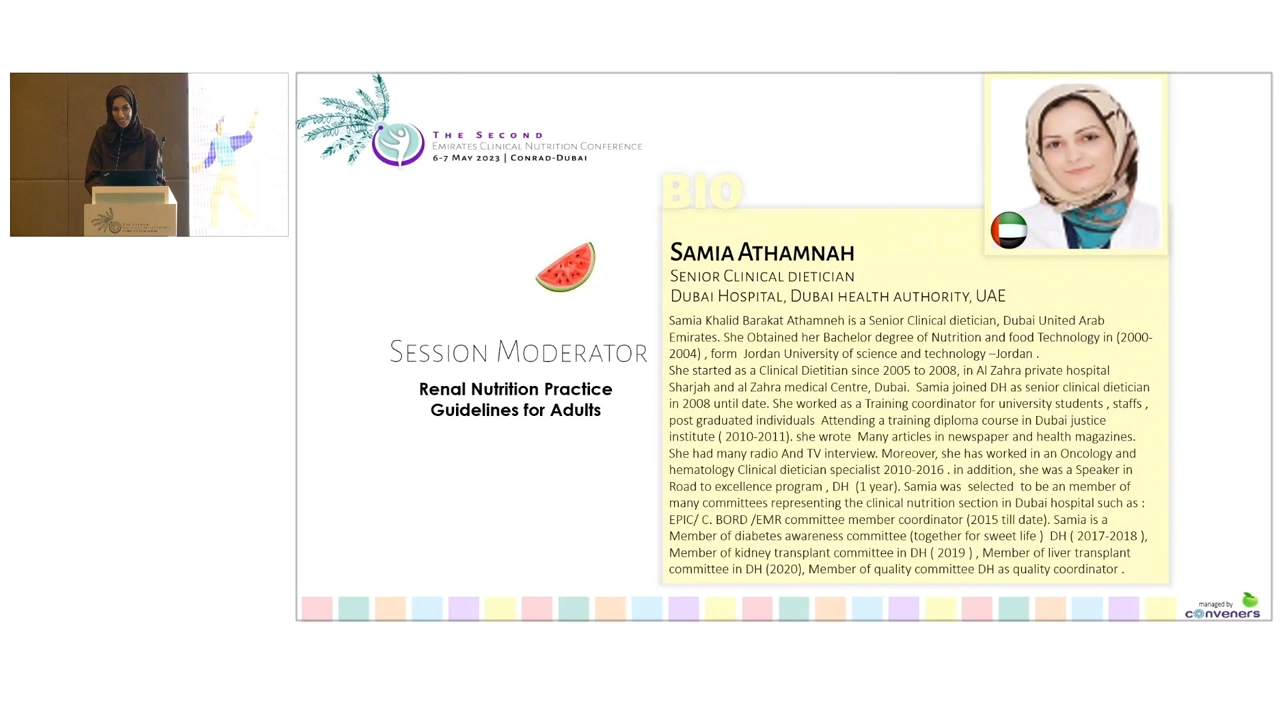 THE SECOND
EMIRATES CLINICAL NUTRITION CONFERENCE
6-7 MAY 2023 | CONRAD-DUBAI
SESSION MODERATOR
Renal Nutrition Practice
Guidelines for Adults
BIO
SAMIA ATHAMNAH
SENIOR CLINICAL DIETICIAN
DUBAI HOSPITAL, DUBAI HEALTH AUTHORITY, UAE
Samia Khalid Barakat Athamneh is a Senior Clinical dietician, Dubai United Arab
Emirates. She Obtained her Bachelor degree of Nutrition and food Technology in (2000-
2004) , form Jordan University of science and technology –Jordan .
She started as a Clinical Dietitian since 2005 to 2008, in Al Zahra private hospital
Sharjah and al Zahra medical Centre, Dubai. Samia joined DH as senior clinical dietician
in 2008 until date. She worked as a Training coordinator for university students , staffs ,
post graduated individuals Attending a training diploma course in Dubai justice
institute ( 2010-2011). she wrote Many articles in newspaper and health magazines.
She had many radio And TV interview. Moreover, she has worked in an Oncology and
hematology Clinical dietician specialist 2010-2016 . in addition, she was a Speaker in
Road to excellence program , DH (1 year). Samia was selected to be an member of
many committees representing the clinical nutrition section in Dubai hospital such as :
EPIC/ C. BORD /EMR committee member coordinator (2015 till date). Samia is a
Member of diabetes awareness committee (together for sweet life ) DH ( 2017-2018 ),
Member of kidney transplant committee in DH ( 2019 ) , Member of liver transplant
committee in DH (2020), Member of quality committee DH as quality coordinator .
managed by
conveners
THE SECOND